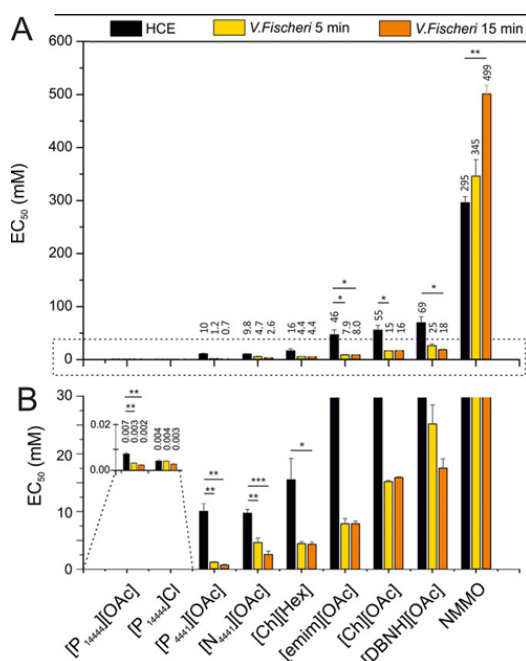 A
HCE V.Fischeri 5 min V.Fischeri 15 min
EC₅₀ (mM)
600
500
400
300
200
100
0
10 1.2 0.7
9.8 4.7 2.6
16 4.4 4.4
46 7.9 8.0
55 15 16
69 25 18
295 345 499
* *
*
*
**
B
EC₅₀ (mM)
30
20
10
0
0.02
0.00
0.007 0.003 0.002
0.004 0.004 0.003
**
**
**
**
***
**
*
[P₁₄₄₄₄][OAc]
[P₁₄₄₄₄]Cl
[P₄₄₄₁][OAc]
[N₄₄₄₁][OAc]
[Ch][Hex]
[emim][OAc]
[Ch][OAc]
[DBNH][OAc]
NMMO